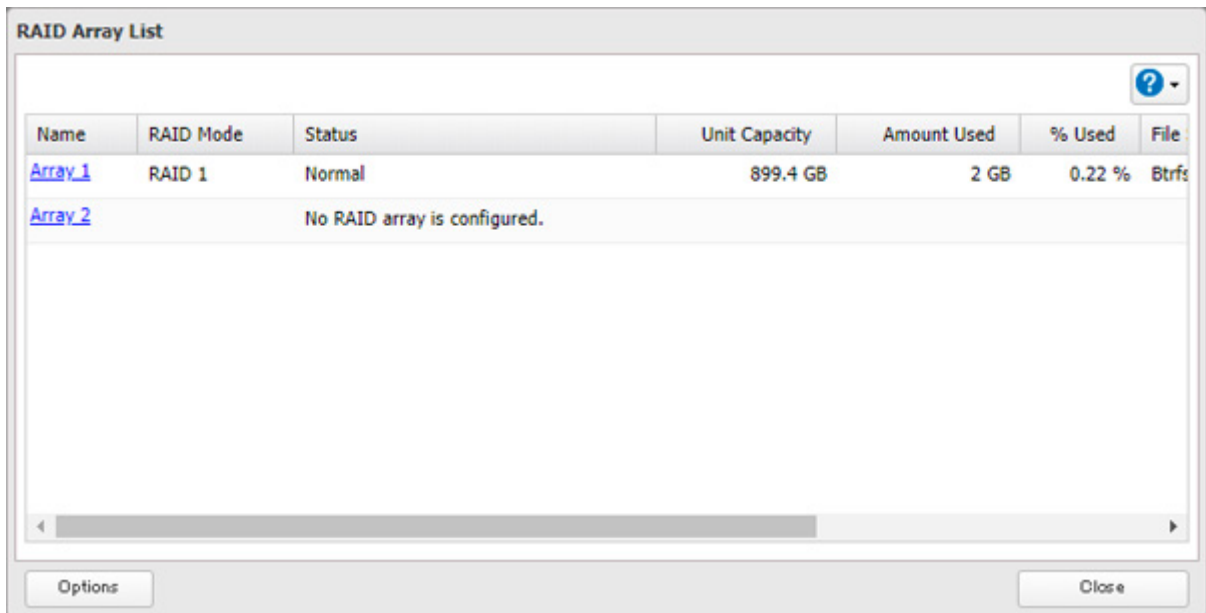 RAID Array List
Name RAID Mode Status Unit Capacity Amount Used % Used File
Array 1 RAID 1 Normal 899.4 GB 2 GB 0.22 % Btrfs
Array 2 No RAID array is configured.
Options Close